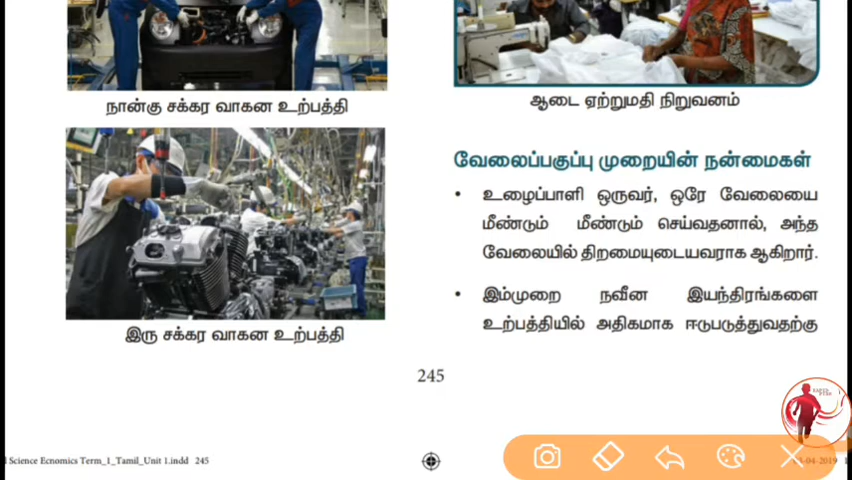 நான்கு சக்கர வாகன உற்பத்தி
இரு சக்கர வாகன உற்பத்தி
ஆடை ஏற்றுமதி நிறுவனம்
வேலைப்பகுப்பு முறையின் நன்மைகள்
• உழைப்பாளி ஒருவர், ஒரே வேலையை
மீண்டும் மீண்டும் செய்வதனால், அந்த
வேலையில் திறமையுடையவராக ஆகிறார்.
• இம்முறை நவீன இயந்திரங்களை
உற்பத்தியில் அதிகமாக ஈடுபடுத்துவதற்கு
245
l Science Ecnomics Term_1_Tamil_Unit 1.indd 245
-04-2019